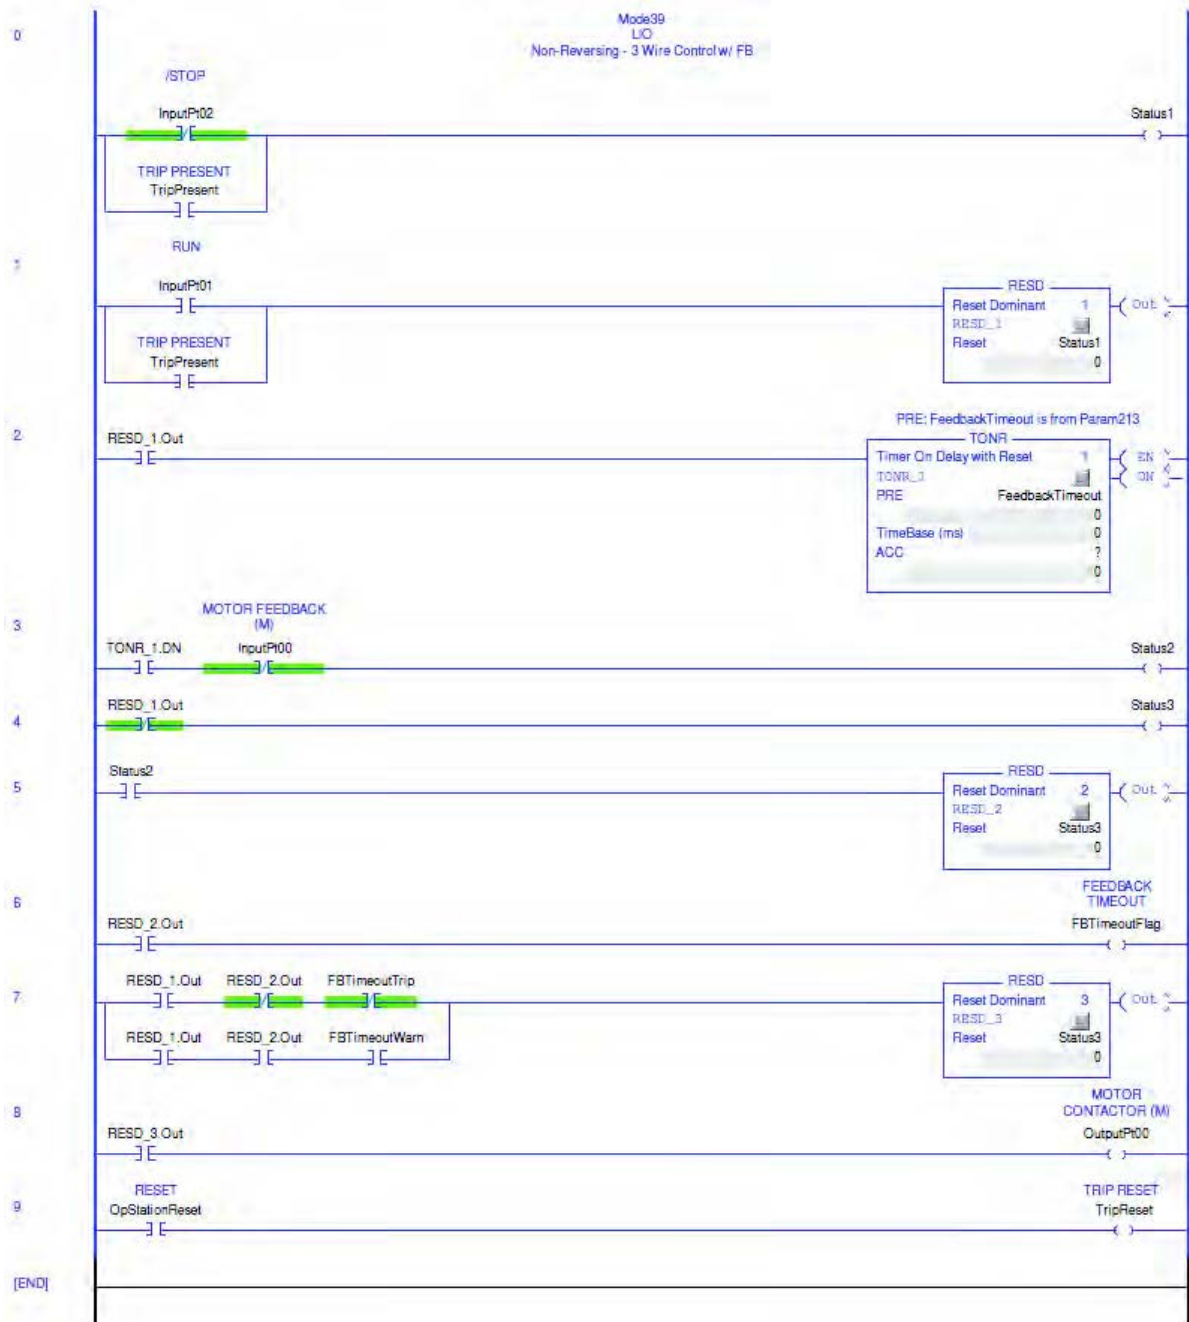 Mode39
LIO
Non-Reversing - 3 Wire Control w/ FB
0
/STOP
InputPt02
Status1
TRIP PRESENT
TripPresent
1
RUN
InputPt01
RESD
Reset Dominant 1
Out
RESD_1
Reset Status1
0
TRIP PRESENT
TripPresent
2
RESD_1.Out
PRE: FeedbackTimeout is from Param213
TONR
Timer On Delay with Reset 1
EN
TONR_1
DN
PRE FeedbackTimeout
0
TimeBase (ms) 0
ACC ?
0
3
MOTOR FEEDBACK
(M)
TONR_1.DN InputPt00 Status2
4
RESD_1.Out Status3
5
Status2
RESD
Reset Dominant 2
Out
RESD_2
Reset Status3
0
6
FEEDBACK
TIMEOUT
RESD_2.Out FBTimeoutFlag
7
RESD_1.Out RESD_2.Out FBTimeoutTrip
RESD
Reset Dominant 3
Out
RESD_3
Reset Status3
0
RESD_1.Out RESD_2.Out FBTimeoutWarn
8
MOTOR
CONTACTOR (M)
RESD_3.Out OutputPt00
9
RESET TRIP RESET
OpStationReset TripReset
[END]